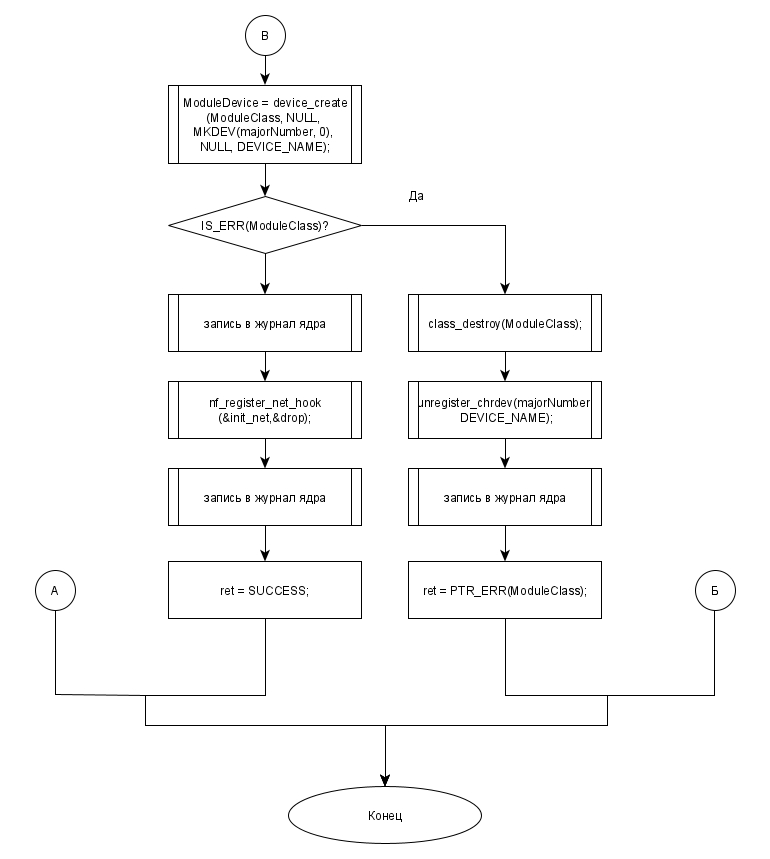 В
ModuleDevice = device_create
(ModuleClass, NULL,
MKDEV(majorNumber, 0),
NULL, DEVICE_NAME);
Да
IS_ERR(ModuleClass)?
запись в журнал ядра
class_destroy(ModuleClass);
nf_register_net_hook
(&init_net,&drop);
unregister_chrdev(majorNumber
DEVICE_NAME);
запись в журнал ядра
запись в журнал ядра
А
ret = SUCCESS;
ret = PTR_ERR(ModuleClass);
Б
Конец